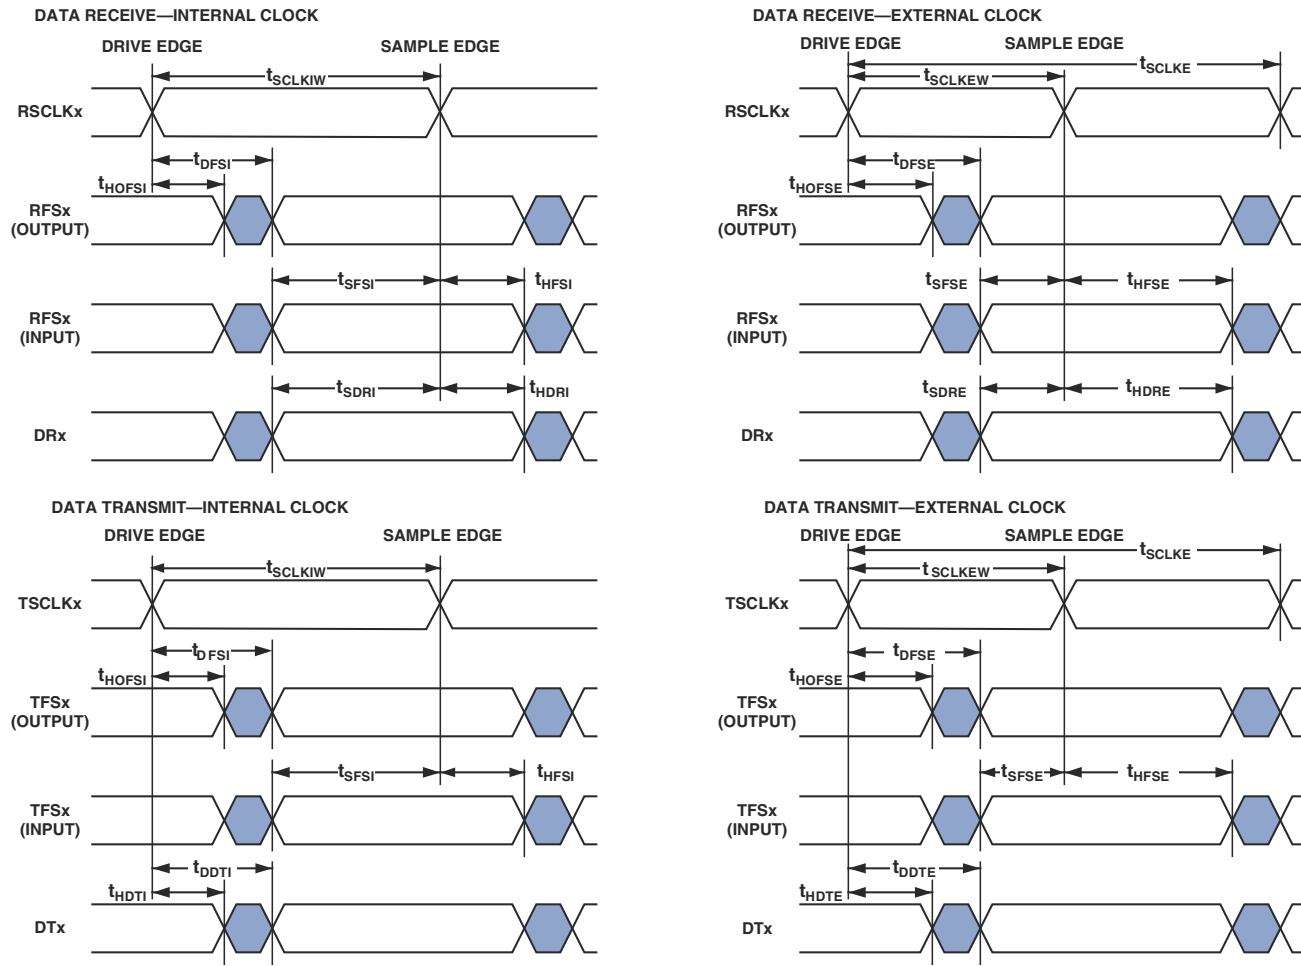 DATA RECEIVE—INTERNAL CLOCK
DRIVE EDGE
SAMPLE EDGE
tSCLKIW
RSCLKx
tDFSI
tHOFSI
RFSx
(OUTPUT)
tSFSI
tHFSI
RFSx
(INPUT)
tSDRI
tHDRI
DRx
DATA RECEIVE—EXTERNAL CLOCK
DRIVE EDGE
SAMPLE EDGE
tSCLKE
tSCLKEW
RSCLKx
tDFSE
tHOFSE
RFSx
(OUTPUT)
tSFSE
tHFSE
RFSx
(INPUT)
tSDRE
tHDRE
DRx
DATA TRANSMIT—INTERNAL CLOCK
DRIVE EDGE
SAMPLE EDGE
tSCLKIW
TSCLKx
tDFSI
tHOFSI
TFSx
(OUTPUT)
tSFSI
tHFSI
TFSx
(INPUT)
tDDTI
tHDTI
DTx
DATA TRANSMIT—EXTERNAL CLOCK
DRIVE EDGE
SAMPLE EDGE
tSCLKE
tSCLKEW
TSCLKx
tDFSE
tHOFSE
TFSx
(OUTPUT)
tSFSE
tHFSE
TFSx
(INPUT)
tDDTE
tHDTE
DTx